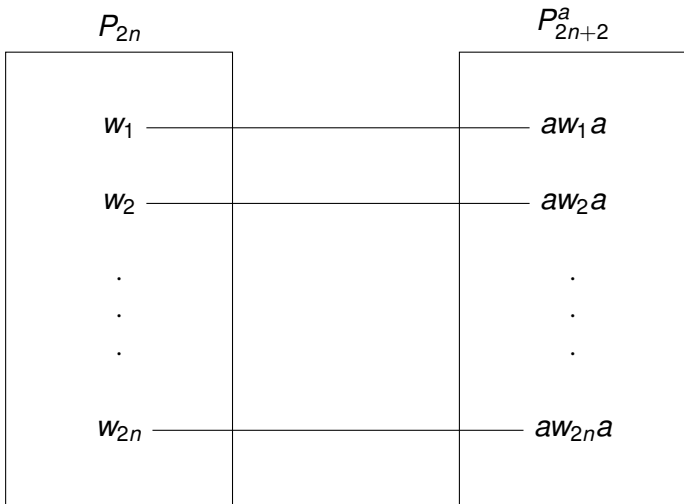 P_{2n} P^a_{2n+2}
w_1 aw_1a
w_2 aw_2a
. .
. .
. .
w_{2n} aw_{2n}a